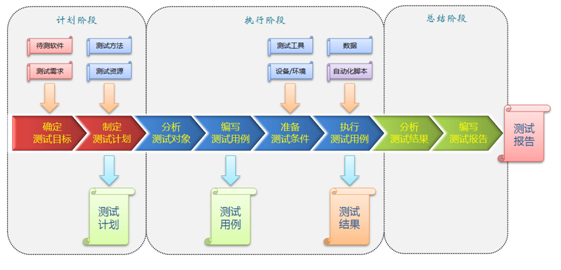 计划阶段
执行阶段
总结阶段
待测软件
测试方法
测试工具
数据
测试需求
测试资源
设备/环境
自动化脚本
确定
测试目标
制定
测试计划
分析
测试对象
编写
测试用例
准备
测试条件
执行
测试用例
分析
测试结果
编写
测试报告
测试
报告
测试
计划
测试
用例
测试
结果